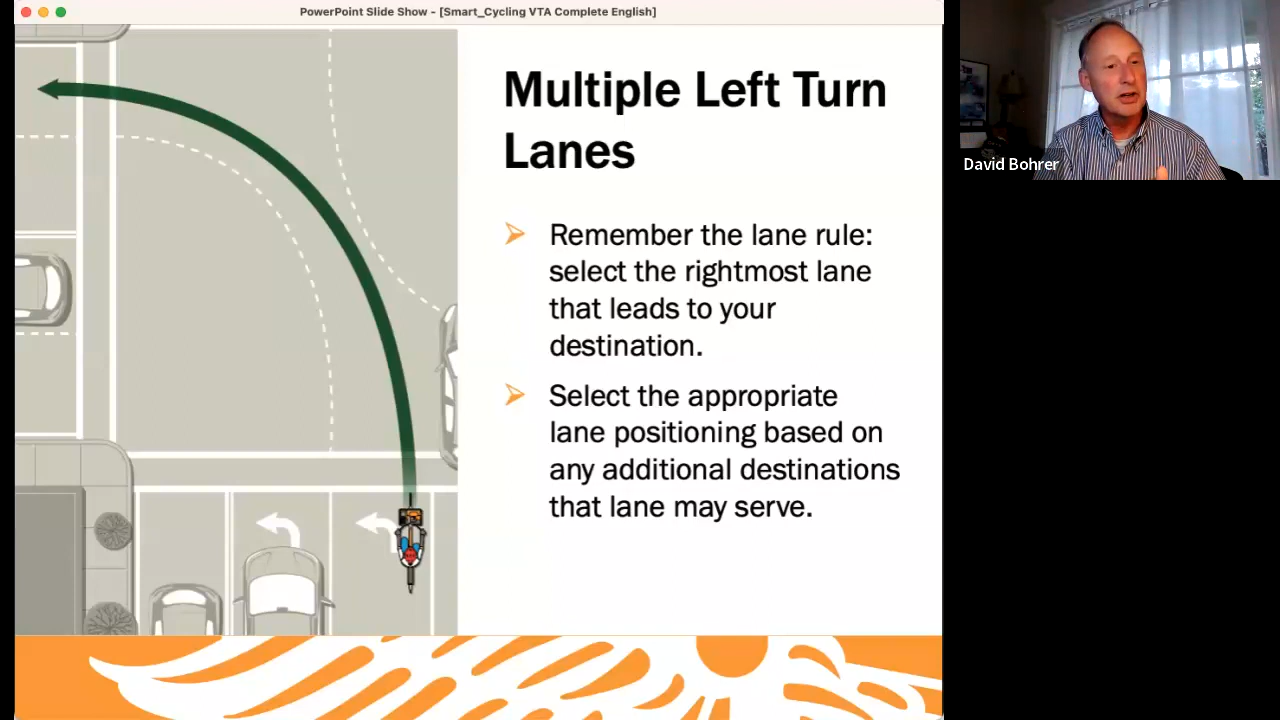 PowerPoint Slide Show - [Smart_Cycling VTA Complete English]
Multiple Left Turn
Lanes
Remember the lane rule:
select the rightmost lane
that leads to your
destination.
Select the appropriate
lane positioning based on
any additional destinations
that lane may serve.
David Bohrer